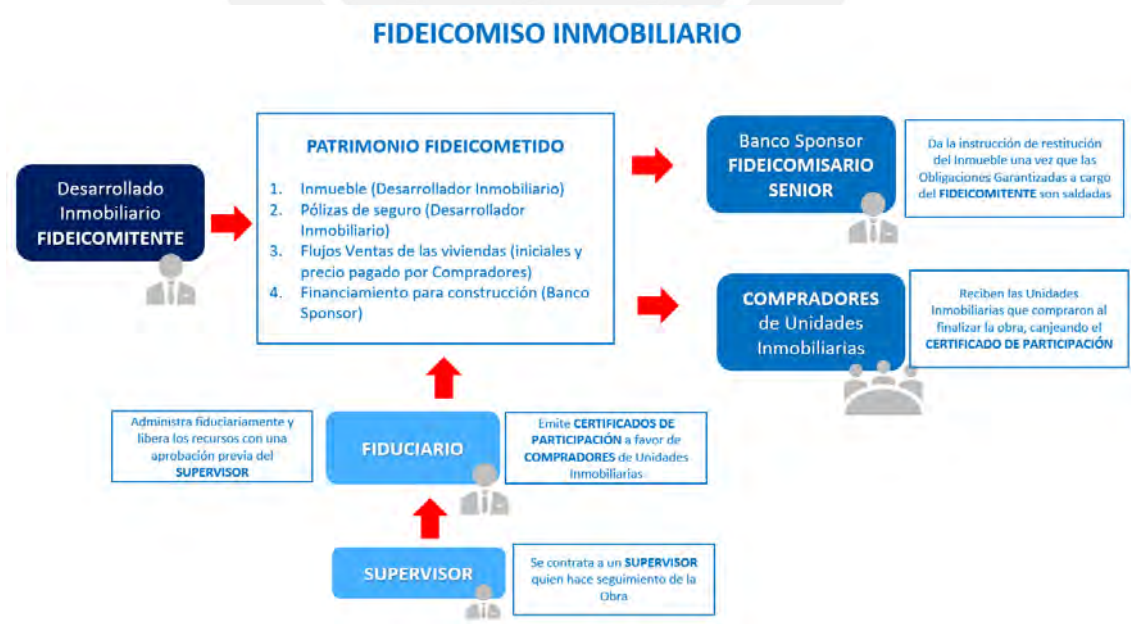 FIDEICOMISO INMOBILIARIO
Desarrollado
Inmobiliario
FIDEICOMITENTE
PATRIMONIO FIDEICOMETIDO
1. Inmueble (Desarrollador Inmobiliario)
2. Pólizas de seguro (Desarrollador
Inmobiliario)
3. Flujos Ventas de las viviendas (iniciales y
precio pagado por Compradores)
4. Financiamiento para construcción (Banco
Sponsor)
Banco Sponsor
FIDEICOMISARIO
SENIOR
Da la instrucción de restitución
del Inmueble una vez que las
Obligaciones Garantizadas a cargo
del FIDEICOMITENTE son saldadas
COMPRADORES
de Unidades
Inmobiliarias
Reciben las Unidades
Inmobiliarias que compraron al
finalizar la obra, canjeando el
CERTIFICADO DE PARTICIPACIÓN
Administra fiduciariamente y
libera los recursos con una
aprobación previa del
SUPERVISOR
FIDUCIARIO
Emite CERTIFICADOS DE
PARTICIPACIÓN a favor de
COMPRADORES de Unidades
Inmobiliarias
SUPERVISOR
Se contrata a un SUPERVISOR
quien hace seguimiento de la
Obra